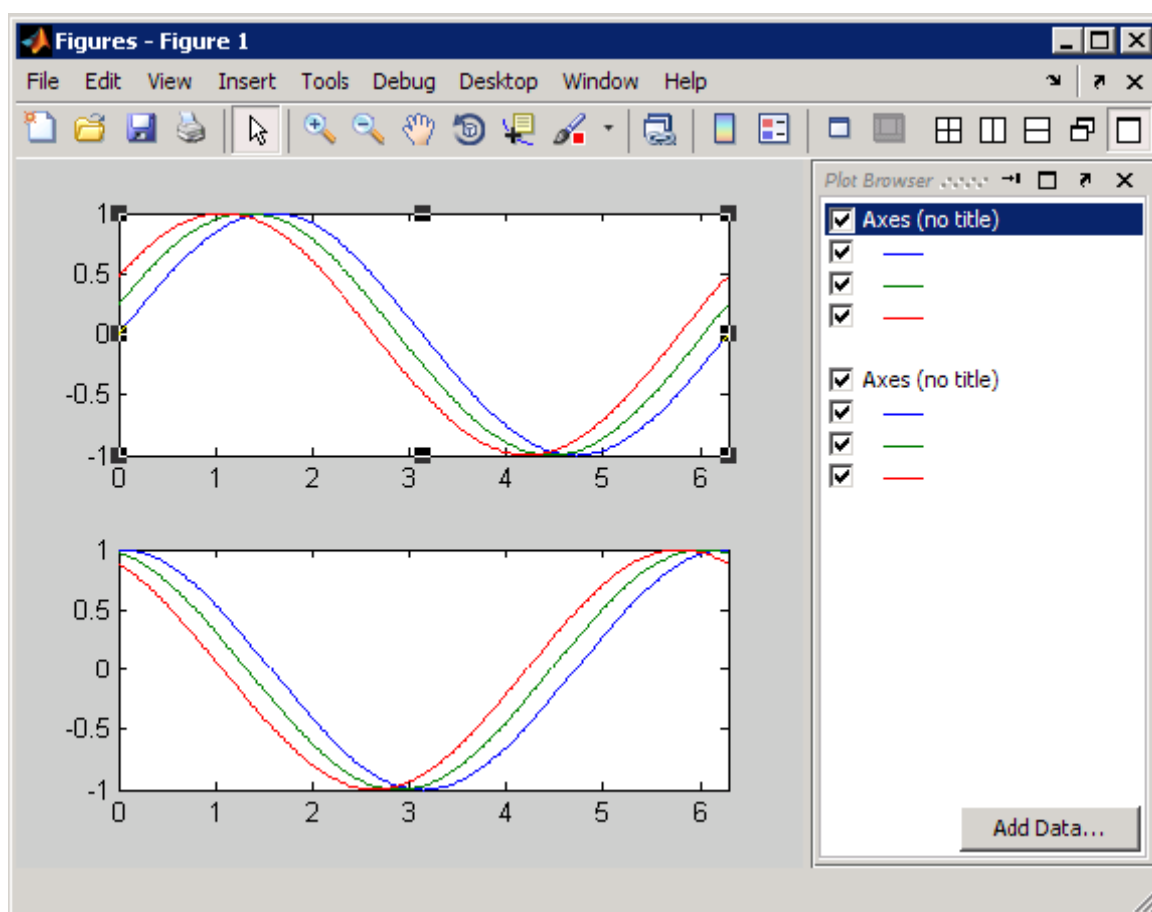 Figures - Figure 1
File Edit View Insert Tools Debug Desktop Window Help
Plot Browser
Axes (no title)
Axes (no title)
Add Data...
1
0.5
0
-0.5
-1
0 1 2 3 4 5 6
1
0.5
0
-0.5
-1
0 1 2 3 4 5 6